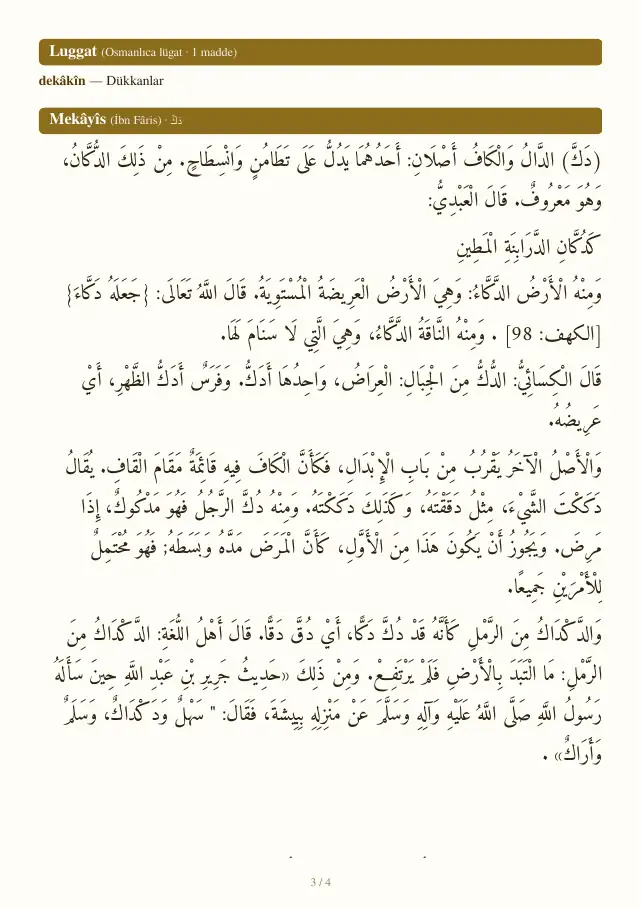 Luggat (Osmanlıca lügat · 1 madde)
dekâkîn — Dükkanlar
Mekâyîs (İbn Fâris) · دَكَّ
(دَكَّ) الدَّالُ وَالْكَافُ أَصْلَانِ: أَحَدُهُمَا يَدُلُّ عَلَى تَطَامُنٍ وَانْسِطَاحٍ. مِنْ ذَلِكَ الدُّكَّانُ،
وَهُوَ مَعْرُوفٌ. قَالَ الْعَبْدِيُّ:
كَدُكَّانِ الدَّرَابِنَةِ الْمَطِينِ
وَمِنْهُ الْأَرْضُ الدَّكَّاءُ: وَهِيَ الْأَرْضُ الْعَرِيضَةُ الْمُسْتَوِيَةُ. قَالَ اللَّهُ تَعَالَى: {جَعَلَهُ دَكَّاءَ}
[الكهف: 98] . وَمِنْهُ النَّاقَةُ الدَّكَّاءُ، وَهِيَ الَّتِي لَا سَنَامَ لَهَا.
قَالَ الْكِسَائِيُّ: الدُّكُّ مِنَ الْجِبَالِ: الْعِرَاضُ، وَاحِدُهَا أَدَكُّ. وَفَرَسٌ أَدَكُّ الظَّهْرِ، أَيْ
عَرِيضُهُ.
وَالْأَصْلُ الْآخَرُ يَقْرُبُ مِنْ بَابِ الْإِبْدَالِ، فَكَأَنَّ الْكَافَ فِيهِ قَائِمَةٌ مَقَامَ الْقَافِ. يُقَالُ
دَكَكْتَ الشَّيْءَ، مِثْلُ دَقَقْتَهُ، وَكَذَلِكَ دَكَكْتَهُ. وَمِنْهُ دُكَّ الرَّجُلُ فَهُوَ مَدْكُوكٌ، إِذَا
مَرِضَ. وَيَجُوزُ أَنْ يَكُونَ هَذَا مِنَ الْأَوَّلِ، كَأَنَّ الْمَرَضَ مَدَّهُ وَبَسَطَهُ; فَهُوَ مُحْتَمِلٌ
لِلْأَمْرَيْنِ جَمِيعًا.
وَالدَّكْدَاكُ مِنَ الرَّمْلِ كَأَنَّهُ قَدْ دُكَّ دَكًّا، أَيْ دُقَّ دَقًّا. قَالَ أَهْلُ اللُّغَةِ: الدَّكْدَاكُ مِنَ
الرَّمْلِ: مَا الْتَبَدَ بِالْأَرْضِ فَلَمْ يَرْتَفِعْ. وَمِنْ ذَلِكَ «حَدِيثُ جَرِيرِ بْنِ عَبْدِ اللَّهِ حِينَ سَأَلَهُ
رَسُولُ اللَّهِ صَلَّى اللَّهُ عَلَيْهِ وَآلِهِ وَسَلَّمَ عَنْ مَنْزِلِهِ بِبِيشَةَ، فَقَالَ: " سَهْلٌ وَدَكْدَاكٌ، وَسَلَمٌ
وَأَرَاكٌ» .
3 / 4